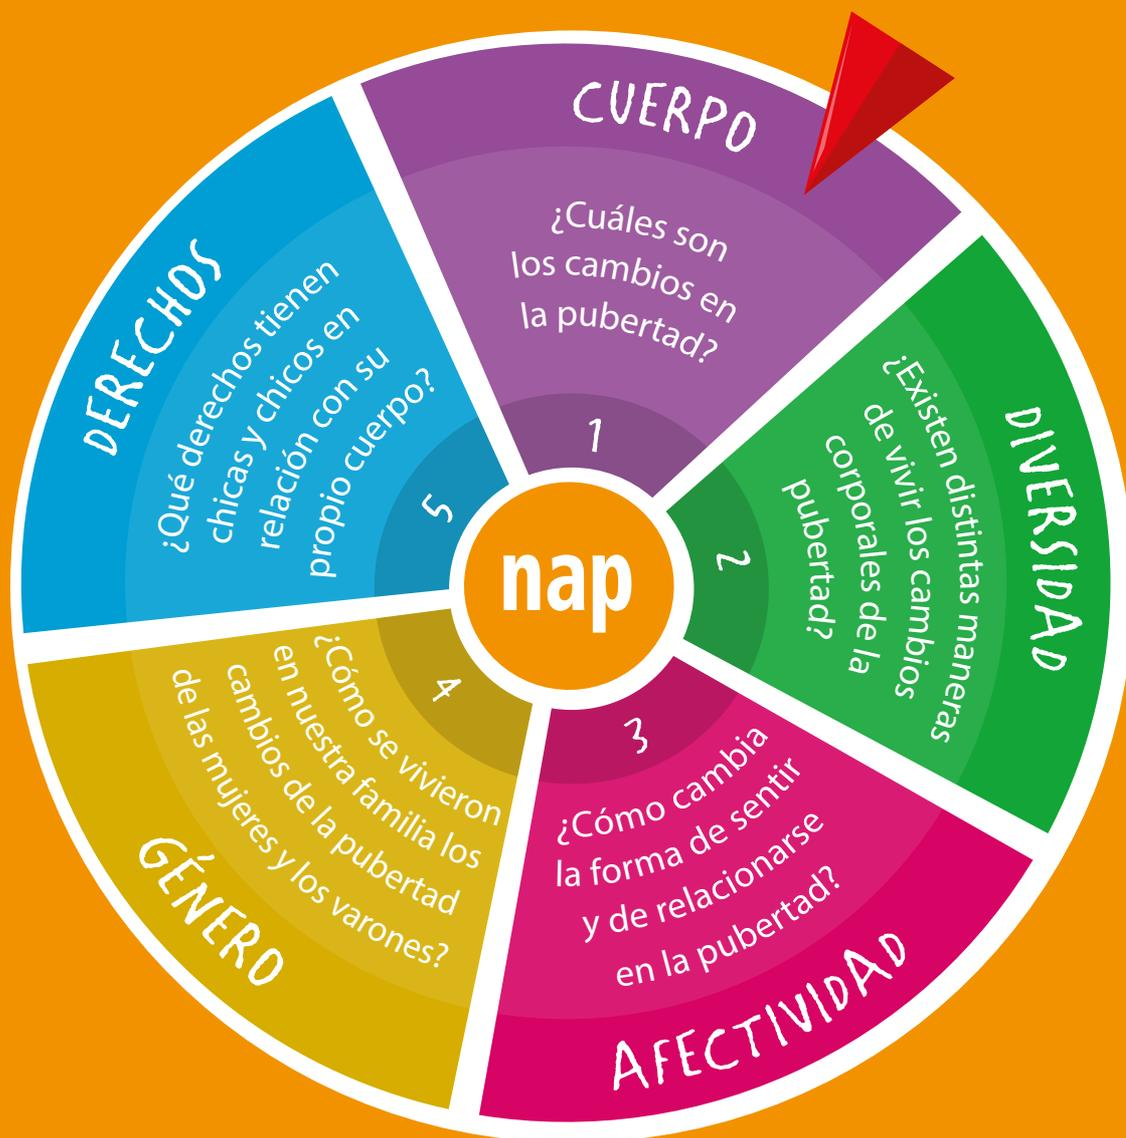 CUERPO
¿Cuáles son
los cambios en
la pubertad?
1
DIVERSIDAD
¿Existen distintas maneras
de vivir los cambios
corporales de la
pubertad?
2
AFECTIVIDAD
¿Cómo cambia
la forma de sentir
y de relacionarse
en la pubertad?
3
GÉNERO
¿Cómo se vivieron
en nuestra familia los
cambios de la pubertad
de las mujeres y los varones?
4
DERECHOS
¿Qué derechos tienen
chicas y chicos en
relación con su
propio cuerpo?
5
nap